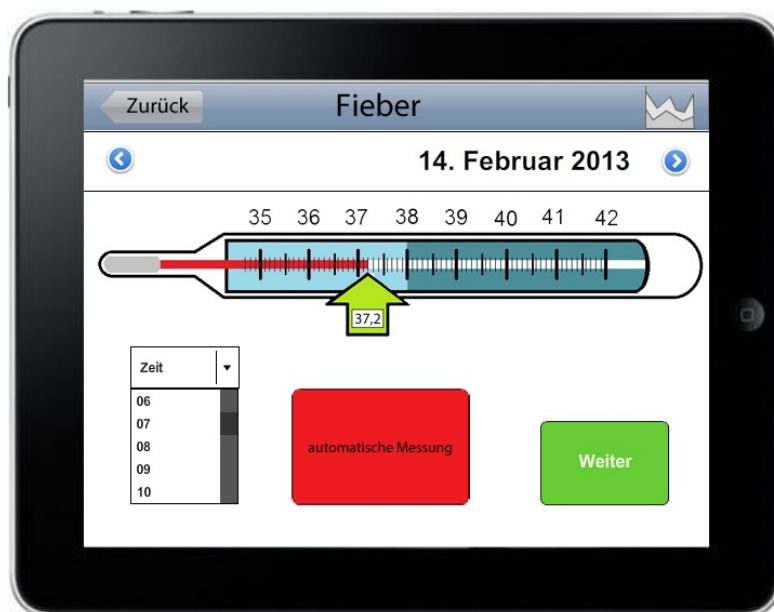 Zurück
Fieber
14. Februar 2013
35 36 37 38 39 40 41 42
37,2
Zeit
06
07
08
09
10
automatische Messung
Weiter